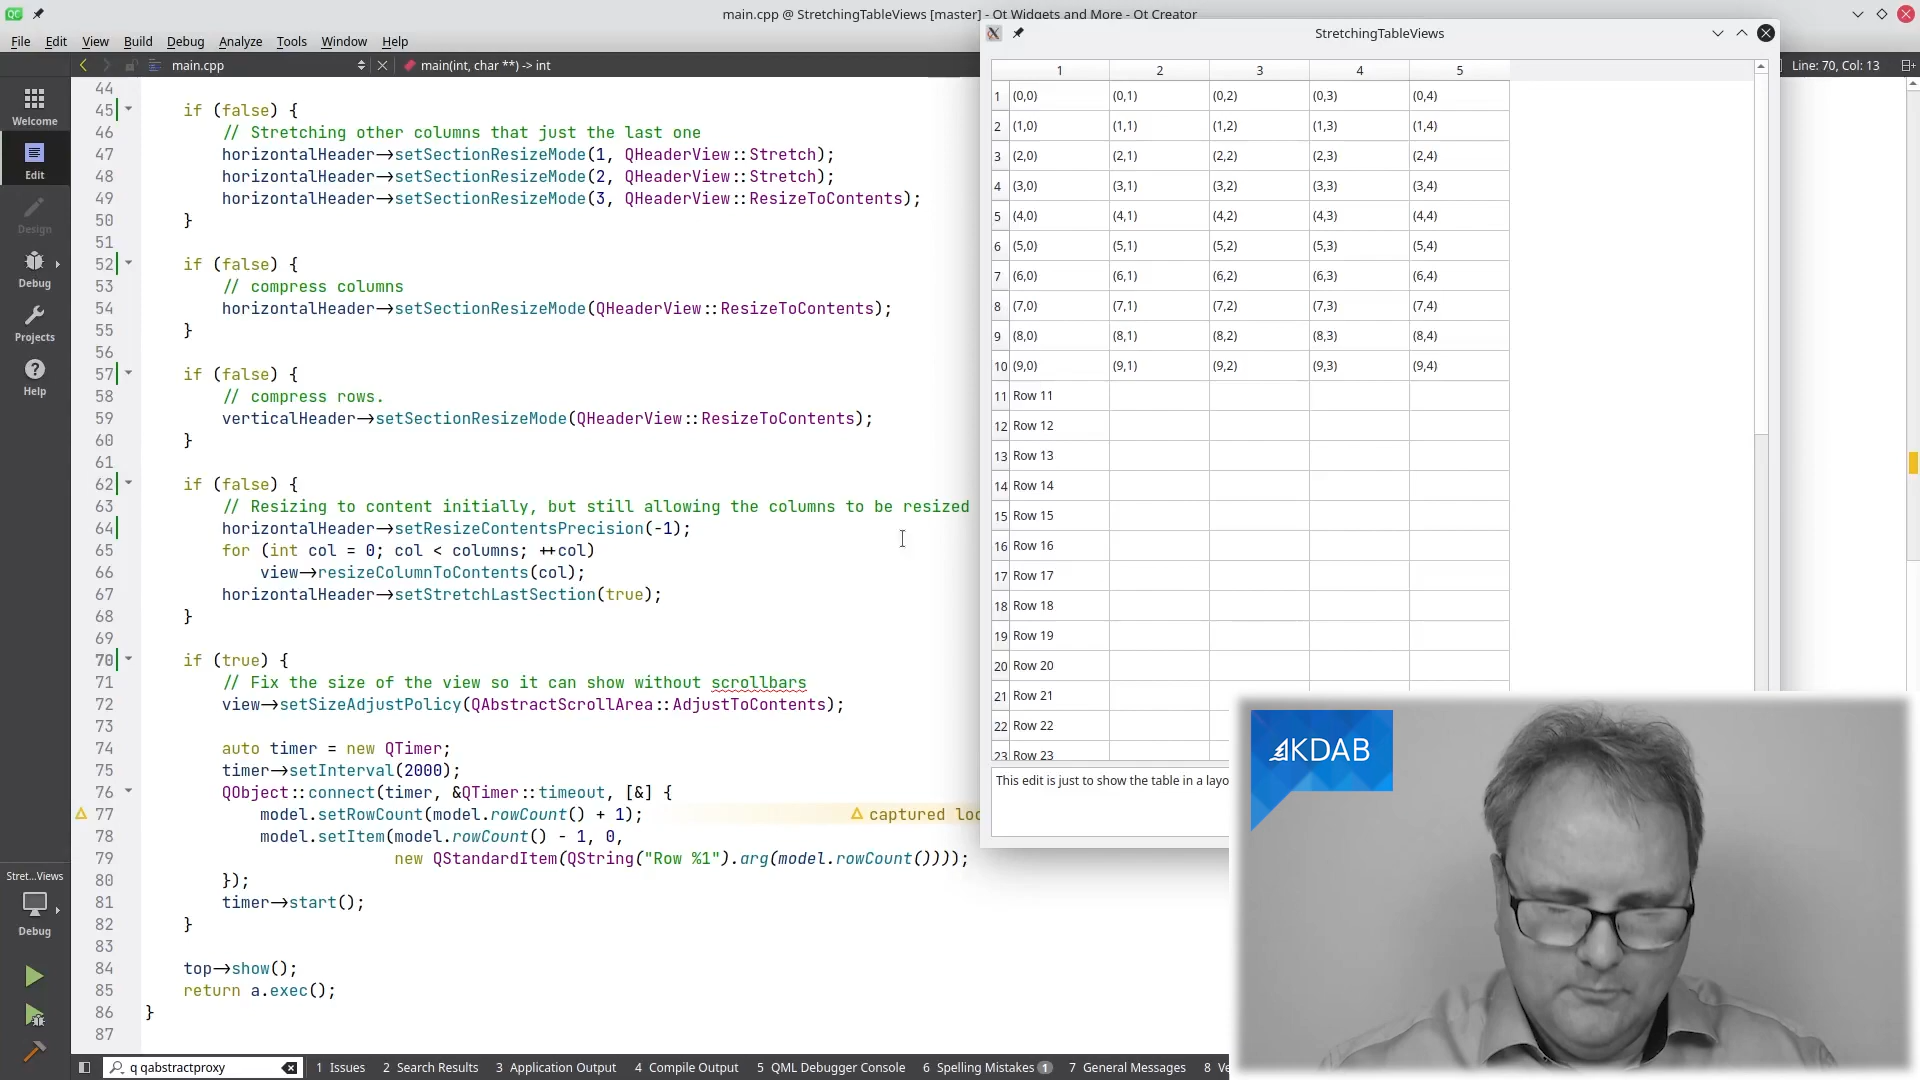 main.cpp @ StretchingTableViews [master] - Qt Widgets and More - Qt Creator
File Edit View Build Debug Analyze Tools Window Help
main.cpp
main(int, char **) -> int
Line: 70, Col: 13
Welcome
Edit
Design
Debug
Projects
Help
Stret...Views
Debug
44
45 if (false) {
46 // Stretching other columns that just the last one
47 horizontalHeader->setSectionResizeMode(1, QHeaderView::Stretch);
48 horizontalHeader->setSectionResizeMode(2, QHeaderView::Stretch);
49 horizontalHeader->setSectionResizeMode(3, QHeaderView::ResizeToContents);
50 }
51
52 if (false) {
53 // compress columns
54 horizontalHeader->setSectionResizeMode(QHeaderView::ResizeToContents);
55 }
56
57 if (false) {
58 // compress rows.
59 verticalHeader->setSectionResizeMode(QHeaderView::ResizeToContents);
60 }
61
62 if (false) {
63 // Resizing to content initially, but still allowing the columns to be resized
64 horizontalHeader->setResizeContentsPrecision(-1);
65 for (int col = 0; col < columns; ++col)
66 view->resizeColumnToContents(col);
67 horizontalHeader->setStretchLastSection(true);
68 }
69
70 if (true) {
71 // Fix the size of the view so it can show without scrollbars
72 view->setSizeAdjustPolicy(QAbstractScrollArea::AdjustToContents);
73
74 auto timer = new QTimer;
75 timer->setInterval(2000);
76 QObject::connect(timer, &QTimer::timeout, [&] {
77 model.setRowCount(model.rowCount() + 1); captured loc
78 model.setItem(model.rowCount() - 1, 0,
79 new QStandardItem(QString("Row %1").arg(model.rowCount())));
80 });
81 timer->start();
82 }
83
84 top->show();
85 return a.exec();
86 }
87
StretchingTableViews
1 2 3 4 5
1 (0,0) (0,1) (0,2) (0,3) (0,4)
2 (1,0) (1,1) (1,2) (1,3) (1,4)
3 (2,0) (2,1) (2,2) (2,3) (2,4)
4 (3,0) (3,1) (3,2) (3,3) (3,4)
5 (4,0) (4,1) (4,2) (4,3) (4,4)
6 (5,0) (5,1) (5,2) (5,3) (5,4)
7 (6,0) (6,1) (6,2) (6,3) (6,4)
8 (7,0) (7,1) (7,2) (7,3) (7,4)
9 (8,0) (8,1) (8,2) (8,3) (8,4)
10 (9,0) (9,1) (9,2) (9,3) (9,4)
11 Row 11
12 Row 12
13 Row 13
14 Row 14
15 Row 15
16 Row 16
17 Row 17
18 Row 18
19 Row 19
20 Row 20
21 Row 21
22 Row 22
23 Row 23
This edit is just to show the table in a layo
KDAB
q qabstractproxy
1 Issues 2 Search Results 3 Application Output 4 Compile Output 5 QML Debugger Console 6 Spelling Mistakes 1 7 General Messages 8 Ve